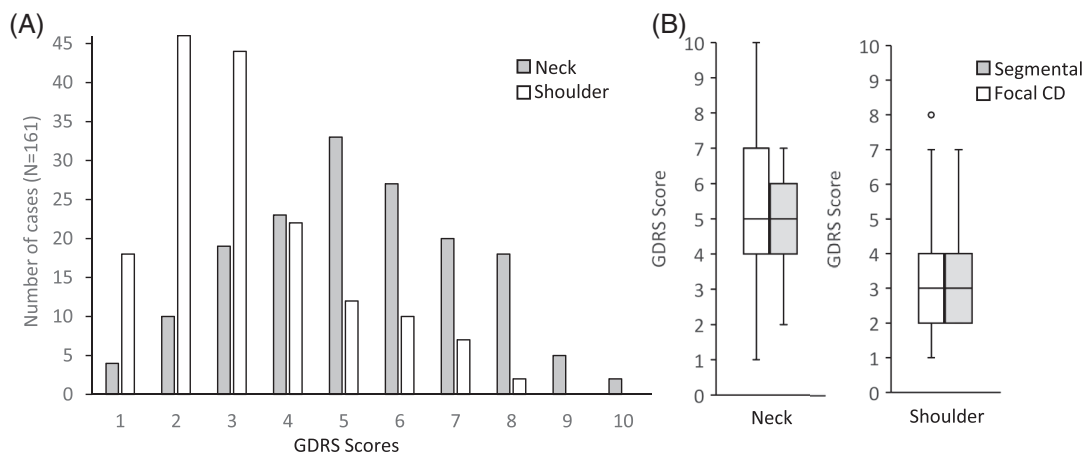 (A)
Number of cases (N=161)
45
40
35
30
25
20
15
10
5
0
1 2 3 4 5 6 7 8 9 10
GDRS Scores
Neck
Shoulder
(B)
GDRS Score
10
9
8
7
6
5
4
3
2
1
0
Neck
GDRS Score
10
9
8
7
6
5
4
3
2
1
0
Shoulder
Segmental
Focal CD